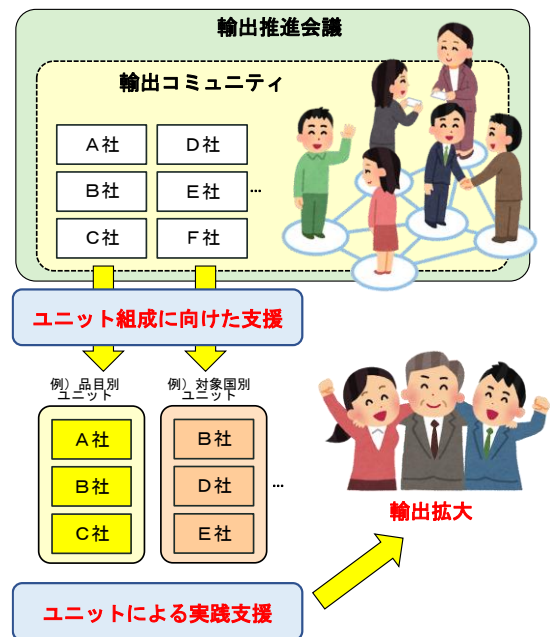 輸出推進会議
輸出コミュニティ
A社
D社
B社
E社
…
C社
F社
ユニット組成に向けた支援
例）品目別
ユニット
例）対象国別
ユニット
A社
B社
C社
B社
D社
E社
…
輸出拡大
ユニットによる実践支援